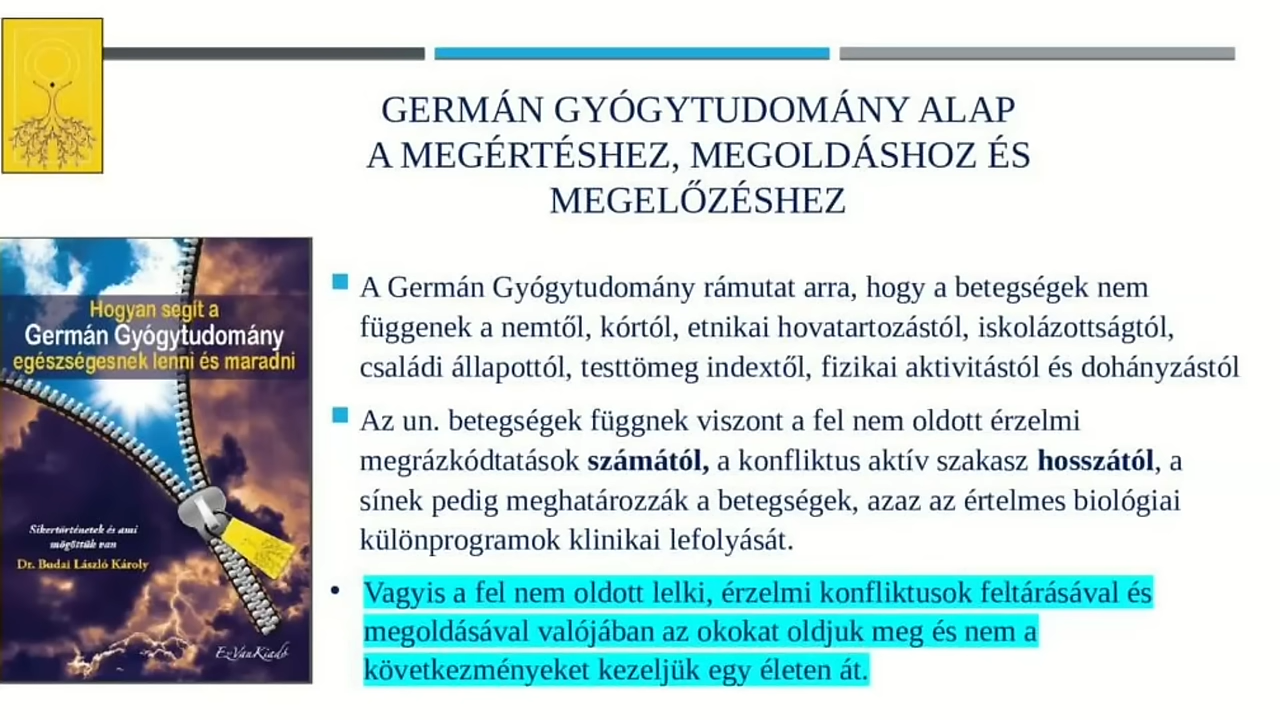 GERMÁN GYÓGYTUDOMÁNY ALAP
A MEGÉRTÉSHEZ, MEGOLDÁSHOZ ÉS
MEGELŐZÉSHEZ
Hogyan segít a
Germán Gyógytudomány
egészségesnek lenni és maradni
Sikertörténetek és ami
mögöttük van
Dr. Budai László Károly
EzVanKiadó
A Germán Gyógytudomány rámutat arra, hogy a betegségek nem
függenek a nemtől, kórtól, etnikai hovatartozástól, iskolázottságtól,
családi állapottól, testtömeg indextől, fizikai aktivitástól és dohányzástól
Az un. betegségek függnek viszont a fel nem oldott érzelmi
megrázkódtatások számától, a konfliktus aktív szakasz hosszától, a
sínek pedig meghatározzák a betegségek, azaz az értelmes biológiai
különprogramok klinikai lefolyását.
Vagyis a fel nem oldott lelki, érzelmi konfliktusok feltárásával és
megoldásával valójában az okokat oldjuk meg és nem a
következményeket kezeljük egy életen át.